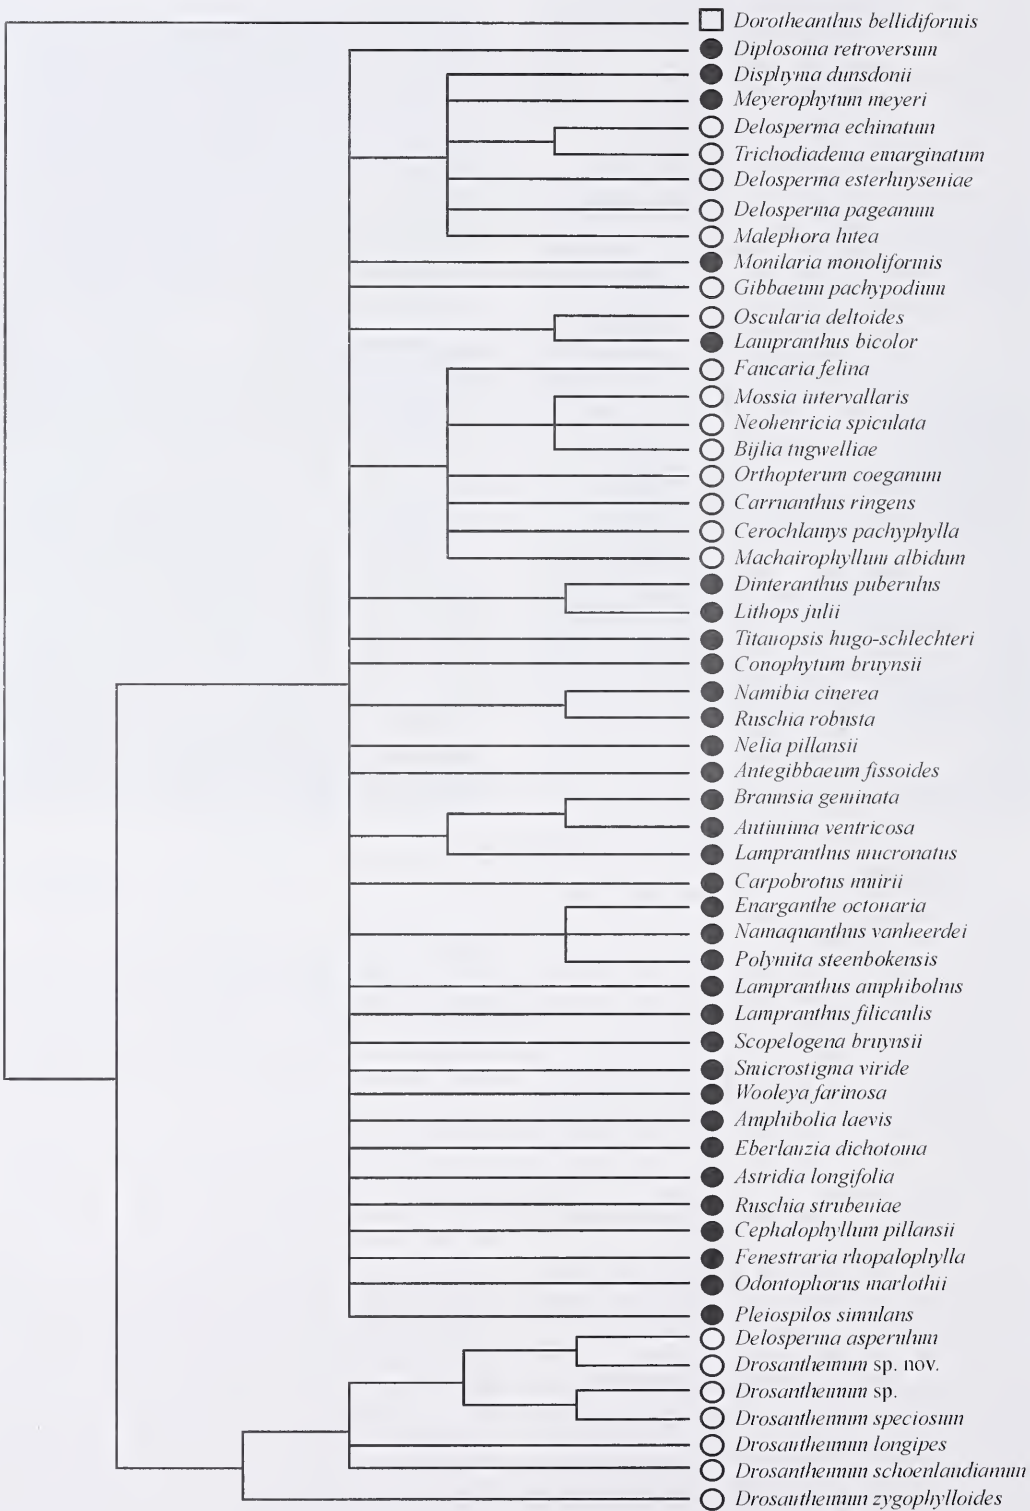 Dorotheanthus bellidiformis
Diplosoma retroversum
Disphyma dunsdonii
Meyerophytum meyeri
Delosperma echinatum
Trichodiadema emarginatum
Delosperma esterhuyseniae
Delosperma pageanum
Malephora lutea
Monilaria monoliformis
Gibbaeum pachypodium
Oscularia deltoides
Lampranthus bicolor
Faucaria felina
Mossia intervallaris
Neohenricia spiculata
Bijlia tugwelliae
Orthopterum coeganum
Carruanthus ringens
Cerochlamys pachyphylla
Machairophyllum albidum
Dinteranthus puberulus
Lithops julii
Titanopsis hugo-schlechteri
Conophytum bruynsii
Namibia cinerea
Ruschia robusta
Nelia pillansii
Antegibbaeum fissoides
Braunsia geminata
Antimima ventricosa
Lampranthus mucronatus
Carpobrotus muirii
Enarganthe octonaria
Namaquanthus vanheerdei
Polymita steenbokensis
Lampranthus amphibolius
Lampranthus filicaulis
Scopelogena bruynsii
Smicrostigma viride
Wooleya farinosa
Amphibolia laevis
Eberlanzia dichotoma
Astridia longifolia
Ruschia strubeniae
Cephalophyllum pillansii
Fenestraria rhopalophylla
Odontophorus marlothii
Pleiospilos simulans
Delosperma asperulum
Drosanthemum sp. nov.
Drosanthemum sp.
Drosanthemum speciosum
Drosanthemum longipes
Drosanthemum schoenlandianum
Drosanthemum zygophylloides